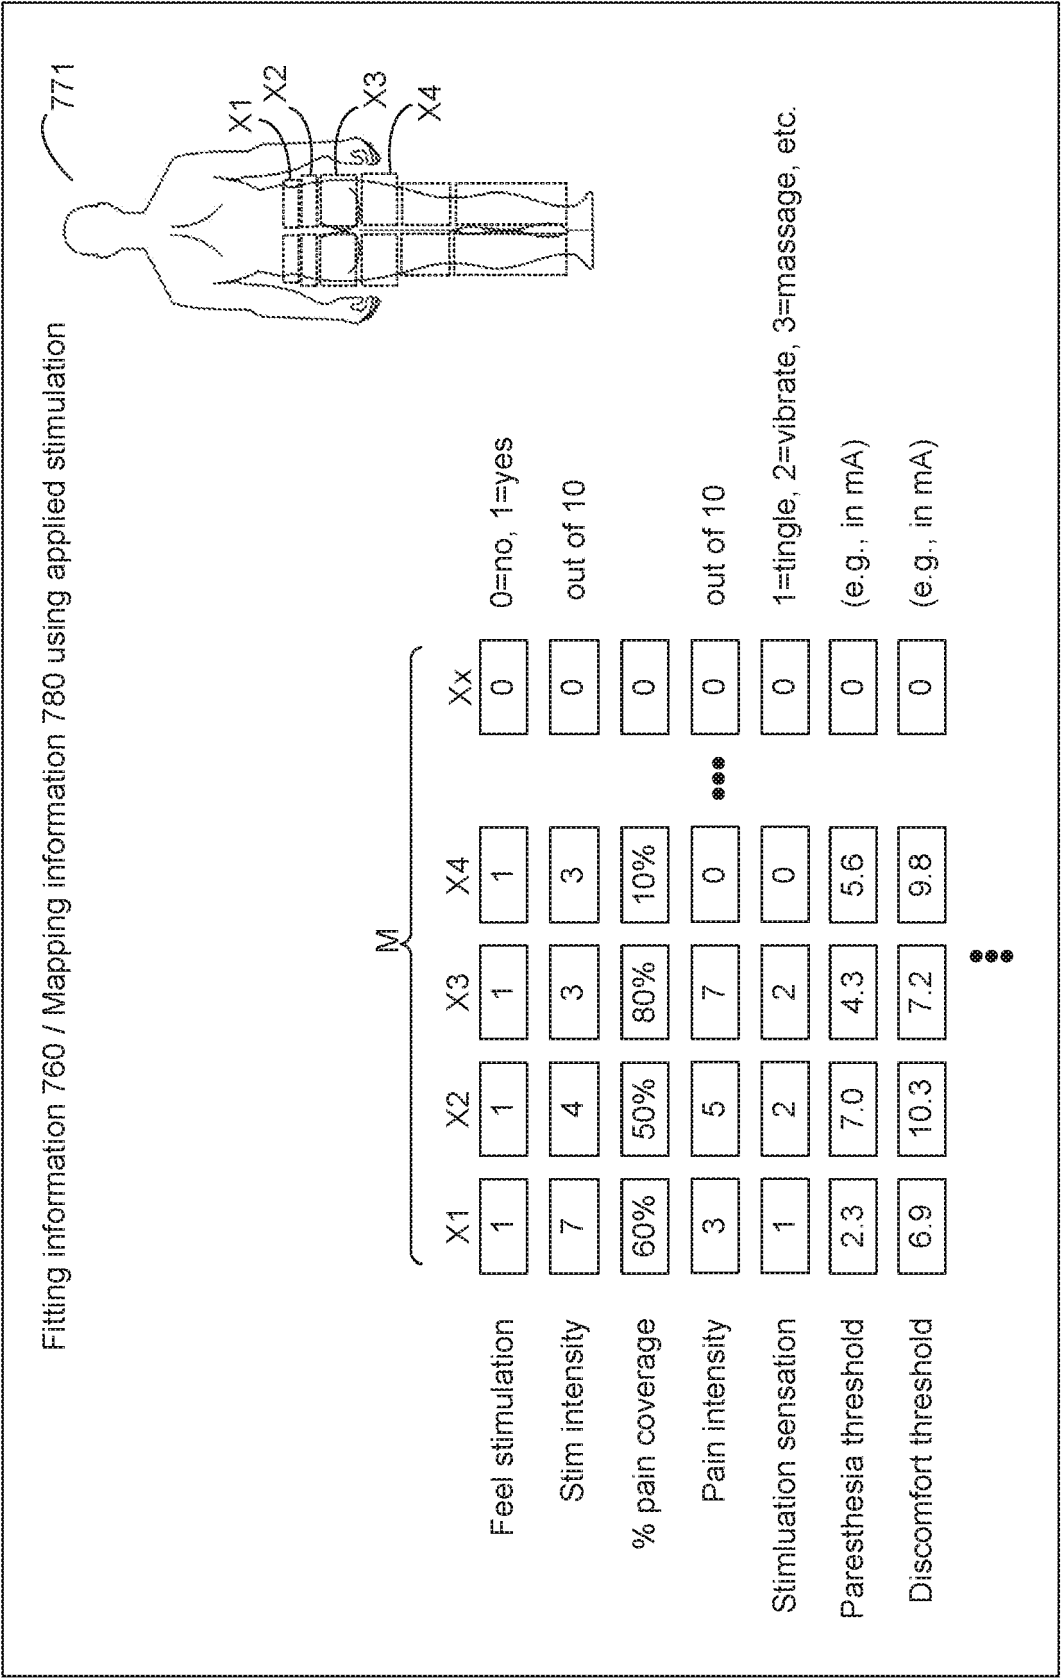 Fitting information 760 / Mapping information 780 using applied stimulation
771
X1
X2
X3
X4
M
X1 X2 X3 X4 Xx
Feel stimulation 1 1 1 1 0 0=no, 1=yes
Stim intensity 7 4 3 3 0 out of 10
% pain coverage 60% 50% 80% 10% 0
Pain intensity 3 5 7 0 ••• 0 out of 10
Stimluation sensation 1 2 2 0 0 1=tingle, 2=vibrate, 3=massage, etc.
Paresthesia threshold 2.3 7.0 4.3 5.6 0 (e.g., in mA)
Discomfort threshold 6.9 10.3 7.2 9.8 0 (e.g., in mA)
•••